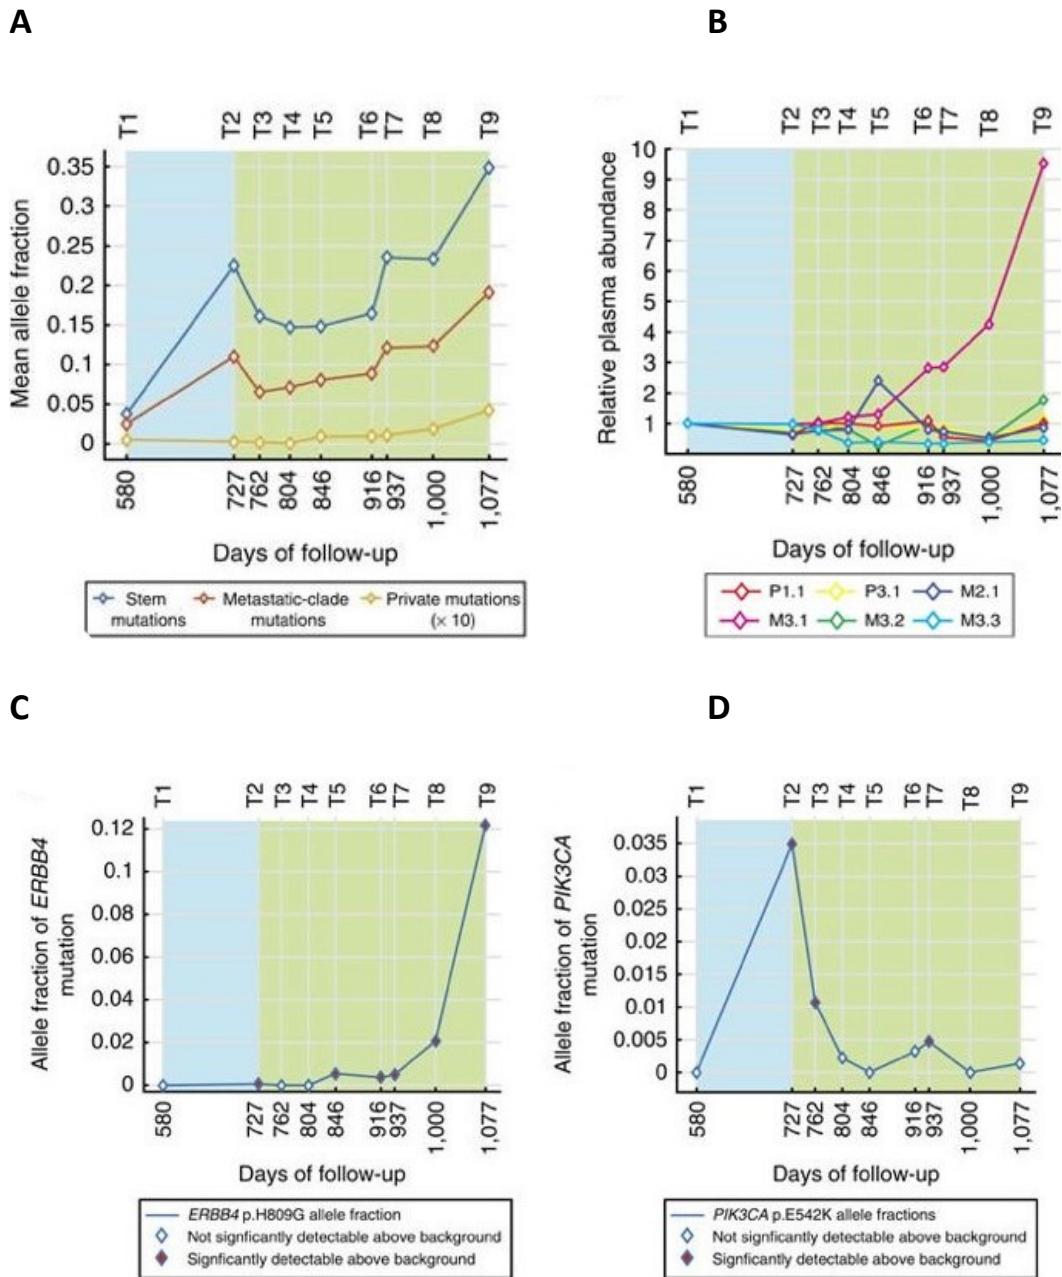 A
B
T1 T2 T3 T4 T5 T6 T7 T8 T9
0.35
0.3
0.25
0.2
0.15
0.1
0.05
0
Mean allele fraction
580 727 762 804 846 916 937 1,000 1,077
Days of follow-up
Stem mutations
Metastatic-clade mutations
Private mutations (× 10)
T1 T2 T3 T4 T5 T6 T7 T8 T9
10
9
8
7
6
5
4
3
2
1
Relative plasma abundance
580 727 762 804 846 916 937 1,000 1,077
Days of follow-up
P1.1 P3.1 M2.1
M3.1 M3.2 M3.3
C
D
T1 T2 T3 T4 T5 T6 T7 T8 T9
0.12
0.1
0.08
0.06
0.04
0.02
0
Allele fraction of ERBB4
mutation
580 727 762 804 846 916 937 1,000 1,077
Days of follow-up
ERBB4 p.H809G allele fraction
Not signficantly detectable above background
Signficantly detectable above background
T1 T2 T3 T4 T5 T6 T7 T8 T9
0.035
0.03
0.025
0.02
0.015
0.01
0.005
0
Allele fraction of PIK3CA
mutation
580 727 762 804 846 916 937 1,000 1,077
Days of follow-up
PIK3CA p.E542K allele fractions
Not signficantly detectable above background
Signficantly detectable above background